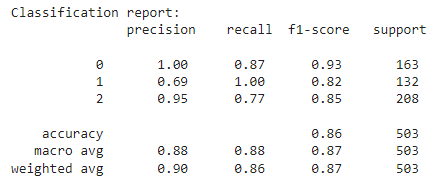 Classification report:
precision recall f1-score support
0 1.00 0.87 0.93 163
1 0.69 1.00 0.82 132
2 0.95 0.77 0.85 208
accuracy 0.86 503
macro avg 0.88 0.88 0.87 503
weighted avg 0.90 0.86 0.87 503